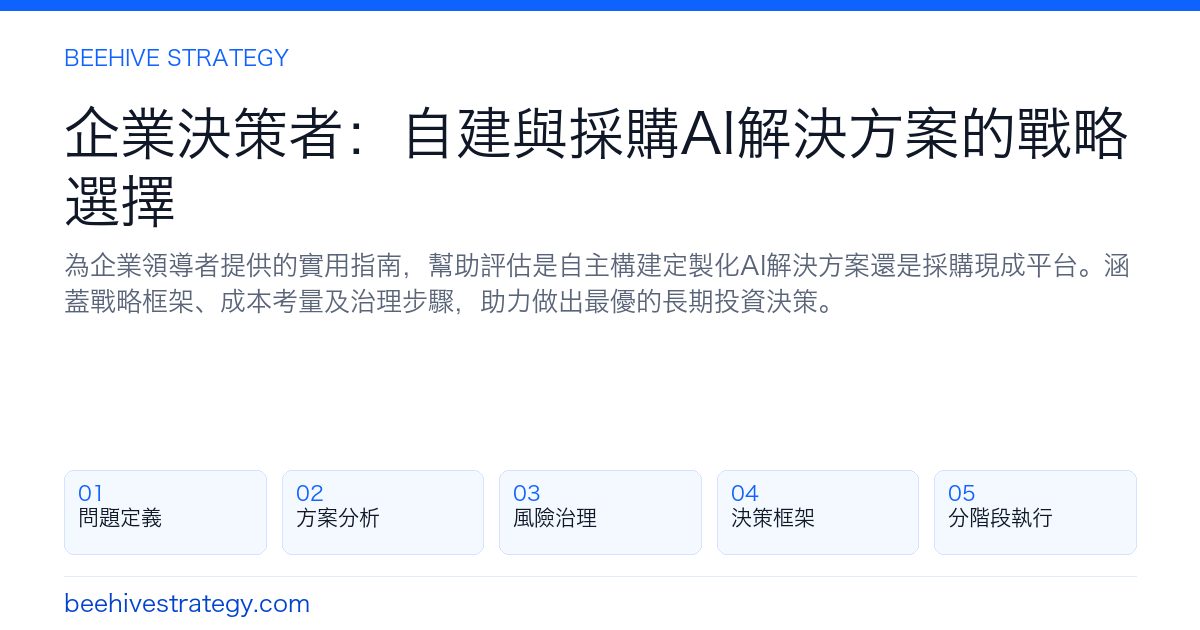 BEEHIVE STRATEGY
企業決策者：自建與採購AI解決方案的戰略
選擇
為企業領導者提供的實用指南，幫助評估是自主構建定製化AI解決方案還是採購現成平台。涵
蓋戰略框架、成本考量及治理步驟，助力做出最優的長期投資決策。
01
問題定義
02
方案分析
03
風險治理
04
決策框架
05
分階段執行
beehivestrategy.com